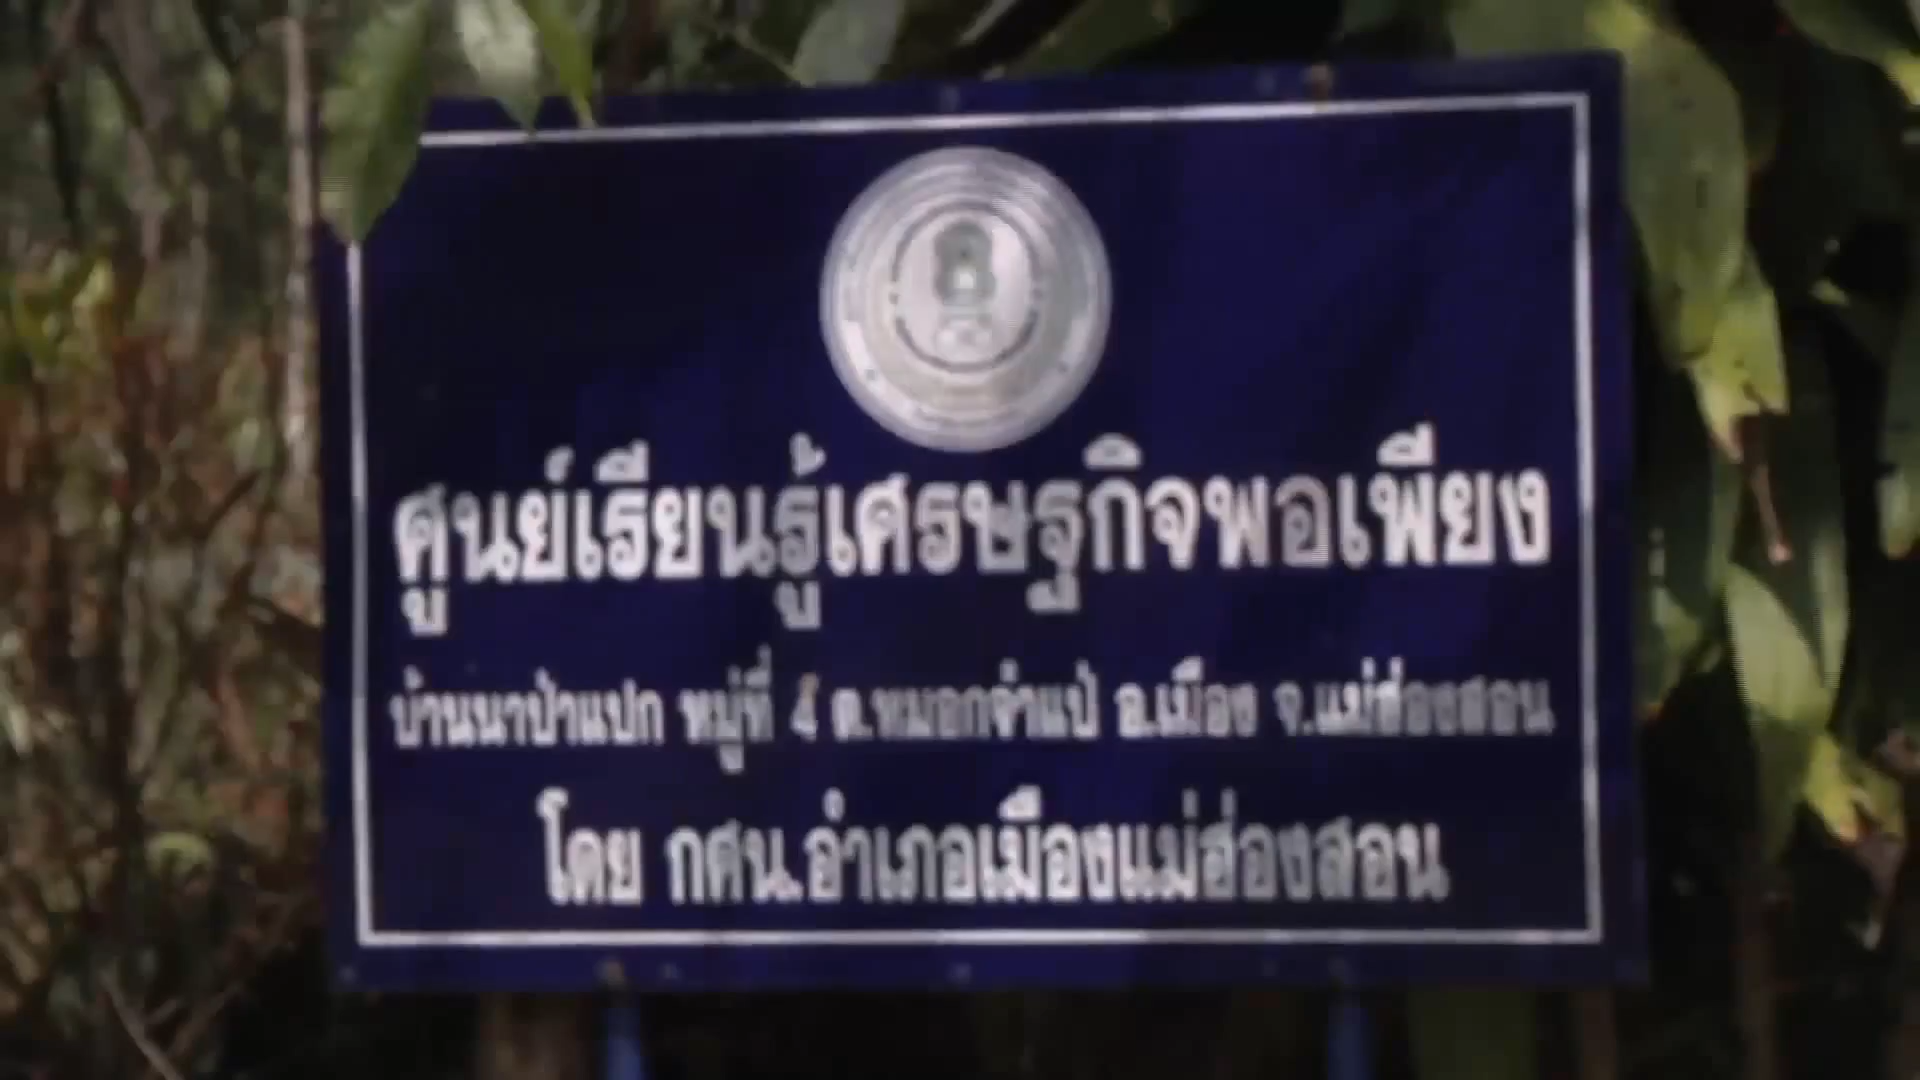 ศูนย์เรียนรู้เศรษฐกิจพอเพียง
บ้านนาป่าแปก หมู่ที่ 4 ต.หมอกจำแป่ อ.เมือง จ.แม่ฮ่องสอน
โดย กศน.อำเภอเมืองแม่ฮ่องสอน